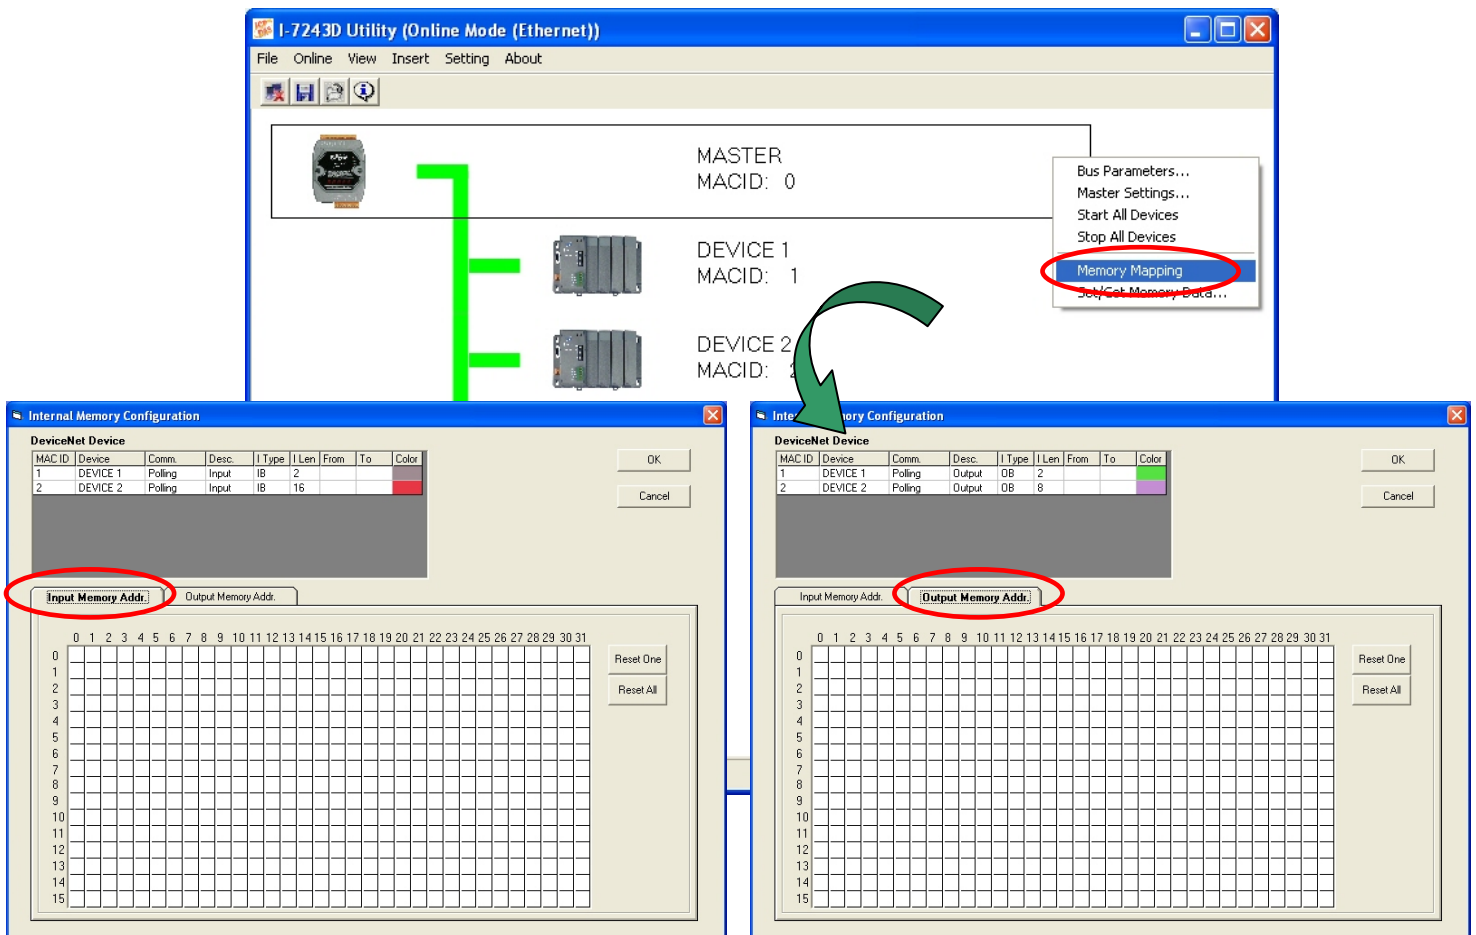 I-7243D Utility (Online Mode (Ethernet))
File Online View Insert Setting About
MASTER
MACID: 0
DEVICE 1
MACID: 1
DEVICE 2
MACID: 2
Bus Parameters...
Master Settings...
Start All Devices
Stop All Devices
Memory Mapping
Set/Get Memory Data...
Internal Memory Configuration
DeviceNet Device
MAC ID Device Comm. Desc. I Type I Len From To Color
1 DEVICE 1 Polling Input IB 2
2 DEVICE 2 Polling Input IB 16
OK
Cancel
Input Memory Addr. Output Memory Addr.
0 1 2 3 4 5 6 7 8 9 10 11 12 13 14 15 16 17 18 19 20 21 22 23 24 25 26 27 28 29 30 31
0
1
2
3
4
5
6
7
8
9
10
11
12
13
14
15
Reset One
Reset All
Configuration
DeviceNet Device
MAC ID Device Comm. Desc. I Type I Len From To Color
1 DEVICE 1 Polling Output OB 2
2 DEVICE 2 Polling Output OB 8
OK
Cancel
Input Memory Addr. Output Memory Addr.
0 1 2 3 4 5 6 7 8 9 10 11 12 13 14 15 16 17 18 19 20 21 22 23 24 25 26 27 28 29 30 31
0
1
2
3
4
5
6
7
8
9
10
11
12
13
14
15
Reset One
Reset All